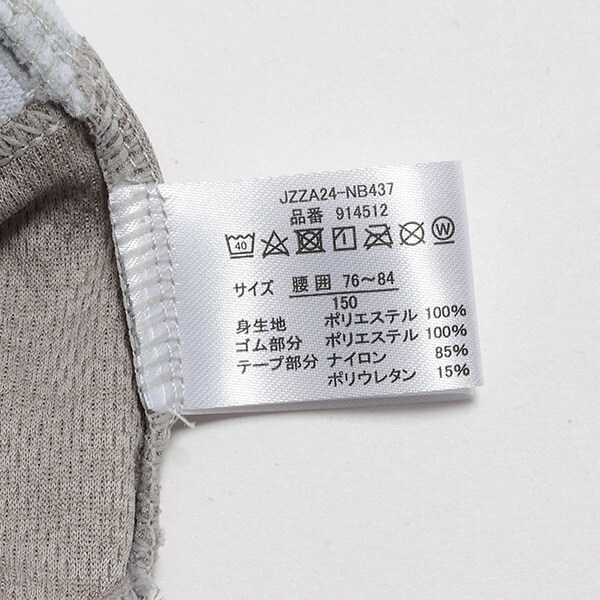 JZZA24-NB437
品番 914512
40 W
サイズ 腰囲 76～84
150
身生地 ポリエステル 100%
ゴム部分 ポリエステル 100%
テープ部分 ナイロン 85%
ポリウレタン 15%